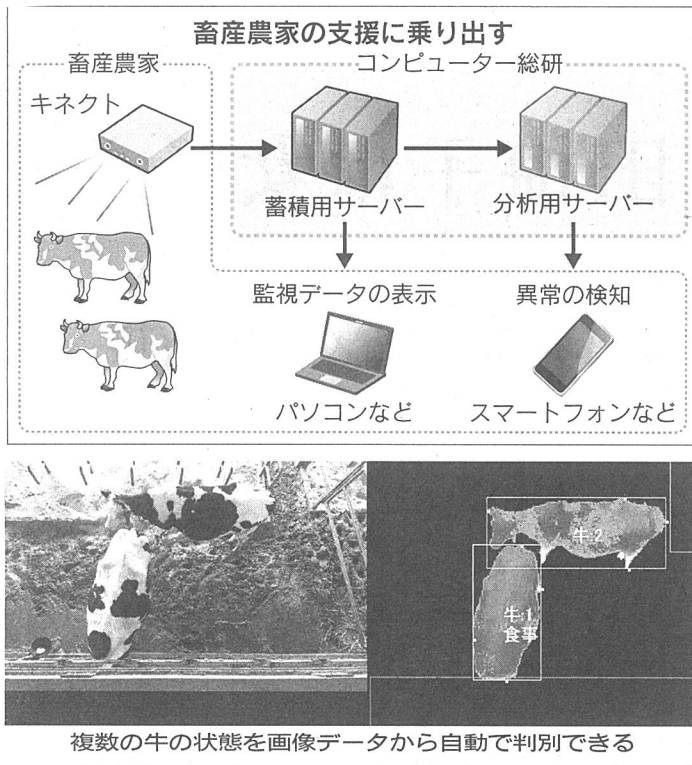 畜産農家の支援に乗り出す
畜産農家
コンピューター総研
キネクト
蓄積用サーバー
分析用サーバー
監視データの表示
異常の検知
パソコンなど
スマートフォンなど
牛:2
牛:1
食事
複数の牛の状態を画像データから自動で判別できる